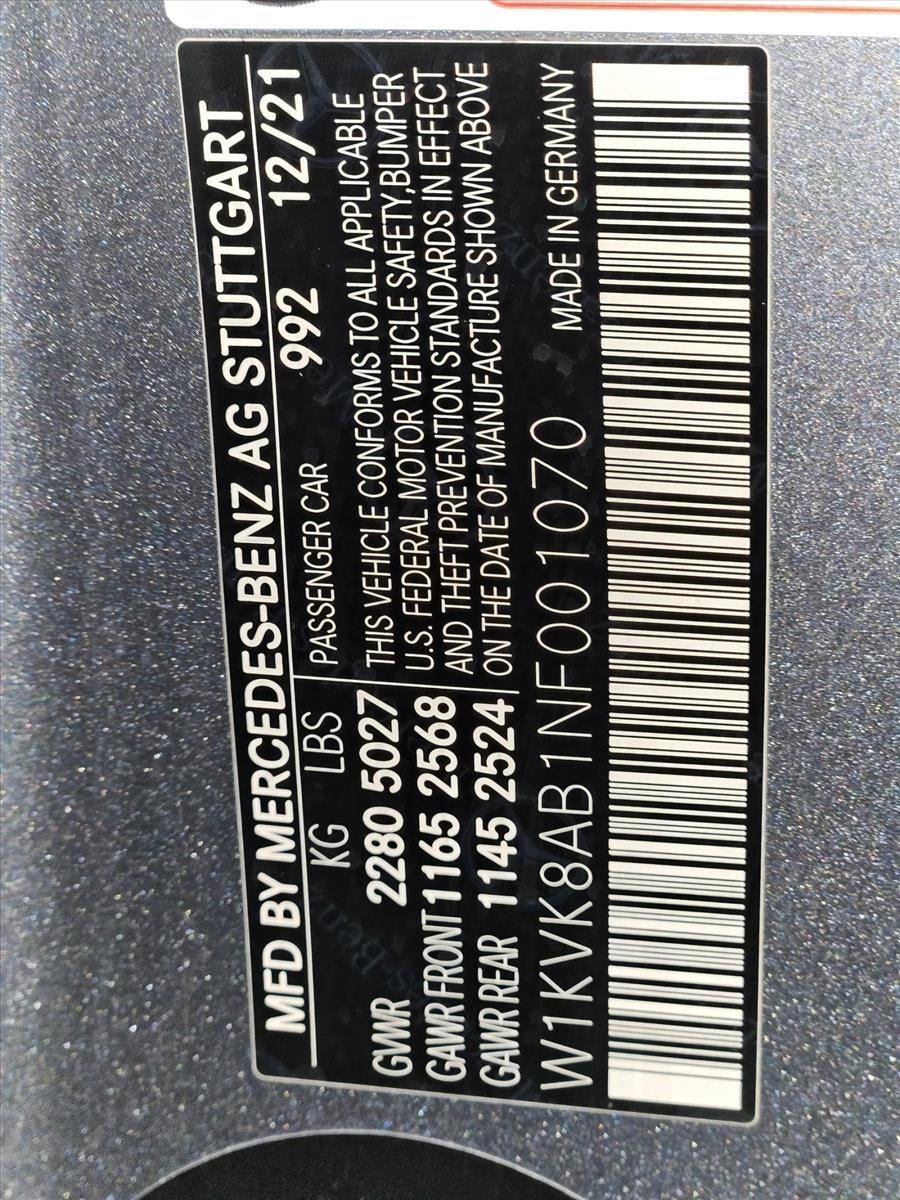 MFD BY MERCEDES-BENZ AG STUTTGART
992 12/21
KG LBS PASSENGER CAR
GVWR 2280 5027
GAWR FRONT 1165 2568
GAWR REAR 1145 2524
THIS VEHICLE CONFORMS TO ALL APPLICABLE
U.S. FEDERAL MOTOR VEHICLE SAFETY, BUMPER
AND THEFT PREVENTION STANDARDS IN EFFECT
ON THE DATE OF MANUFACTURE SHOWN ABOVE
W1KVK8AB1NF001070
MADE IN GERMANY